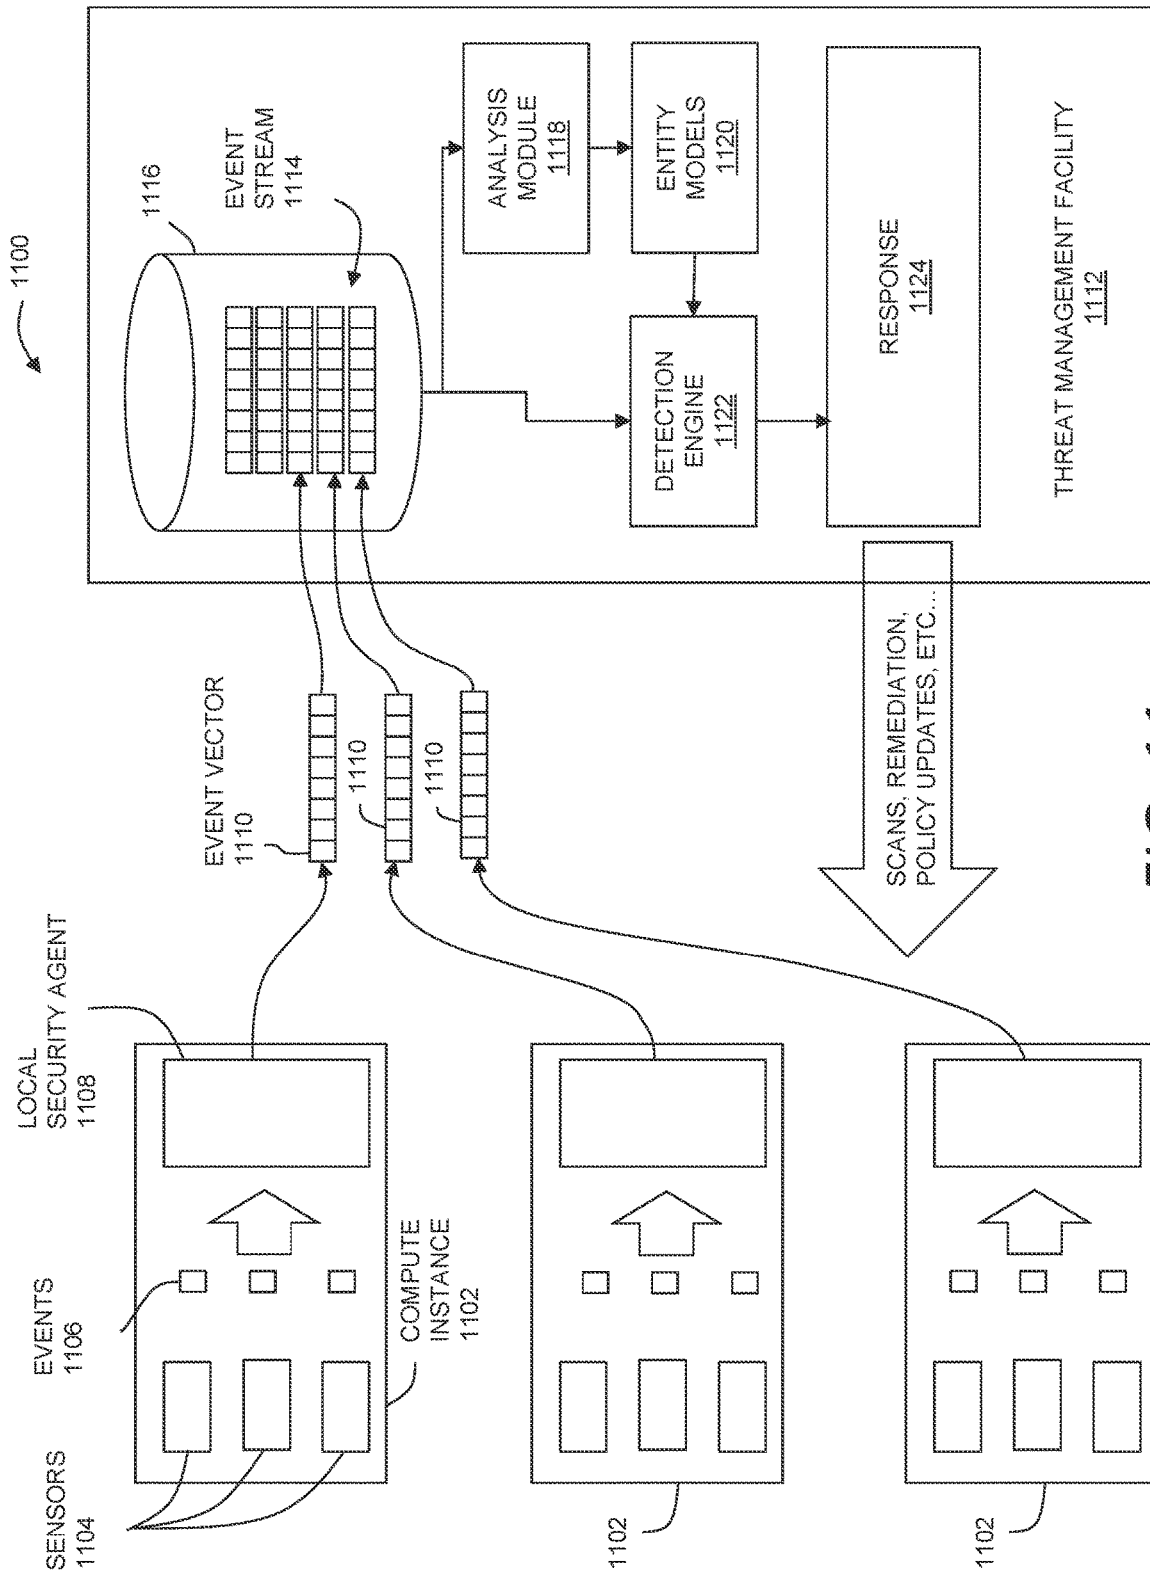 1100
SENSORS
1104
EVENTS
1106
LOCAL
SECURITY AGENT
1108
COMPUTE
INSTANCE
1102
1102
1102
EVENT VECTOR
1110
1110
1110
1116
EVENT
STREAM
1114
ANALYSIS
MODULE
1118
ENTITY
MODELS
1120
DETECTION
ENGINE
1122
RESPONSE
1124
THREAT MANAGEMENT FACILITY
1112
SCANS, REMEDIATION,
POLICY UPDATES, ETC...